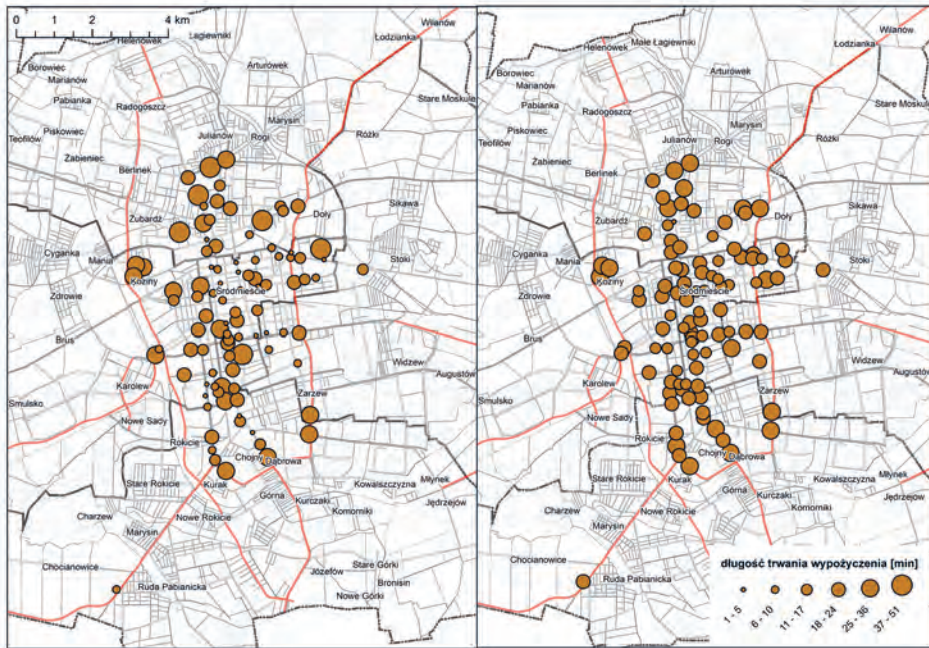 0 1 2 4 km
Wilanów
Łodzianka
Helenówek
Łagiewniki
Borowiec
Marianów
Arturówek
Pabianka
Radogoszcz
Stare Moskule
Marysin
Teofilów
Piskowiec
Julianów
Rogi
Różki
Żabieniec
Berlinek
Sikawa
Żubardź
Doły
Cyganka
Mania
Stoki
Koziny
Zdrowie
Śródmieście
Brus
Widzew
Augustów
Karolew
Smulsko
Zarzew
Nowe Sady
Rokicie
Chojny
Dąbrowa
Stare Rokicie
Kurak
Kowalszczyzna
Młynek
Górna
Jędrzejów
Charzew
Nowe Rokicie
Kurczaki
Komorniki
Marysin
Chocianowice
Stare Górki
Józefów
Ruda Pabianicka
Bronisin
Nowe Górki
Wilanów
Łodzianka
Helenówek
Małe Łagiewniki
Borowiec
Marianów
Arturówek
Pabianka
Radogoszcz
Stare Moskule
Marysin
Teofilów
Piskowiec
Julianów
Rogi
Różki
Żabieniec
Berlinek
Sikawa
Żubardź
Doły
Cyganka
Mania
Stoki
Koziny
Zdrowie
Śródmieście
Brus
Widzew
Augustów
Karolew
Smulsko
Zarzew
Nowe Sady
Rokicie
Chojny
Dąbrowa
Stare Rokicie
Kurak
Kowalszczyzna
Młynek
Górna
Jędrzejów
Charzew
Nowe Rokicie
Kurczaki
Komorniki
Marysin
Chocianowice
Ruda Pabianicka
długość trwania wypożyczenia [min]
1 - 5
6 - 10
11 - 17
18 - 24
25 - 36
37 - 51